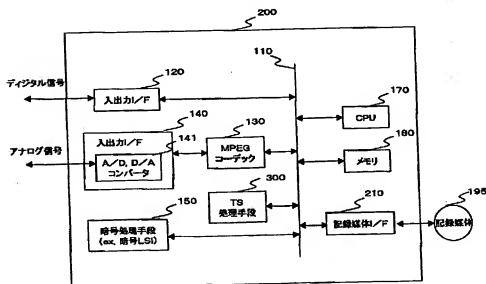 200
110
ディジタル信号
120
入出力I/F
170
CPU
140
入出力I/F
141
130
MPEG
コーデック
180
メモリ
アナログ信号
A/D, D/A
コンバータ
300
TS
処理手段
195
150
暗号処理手段
(ex, 暗号LSI)
210
記録媒体I/F
記録媒体